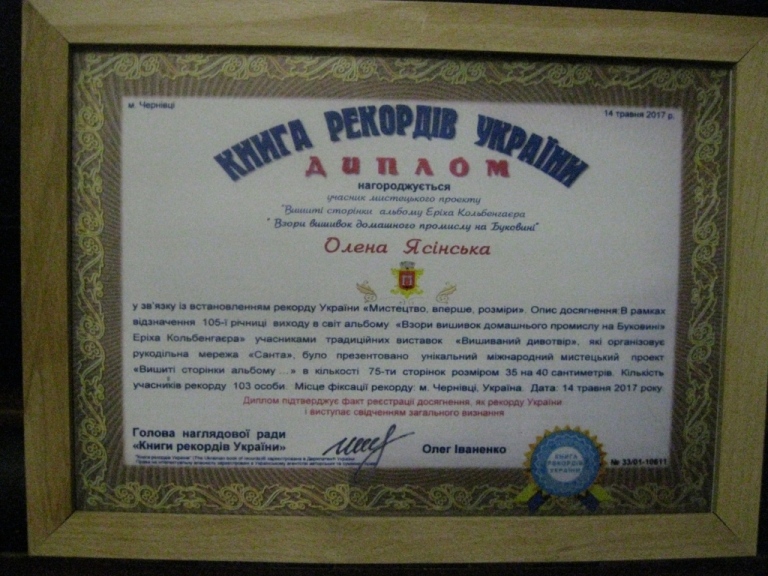 м. Чернівці
14 травня 2017 р.
КНИГА РЕКОРДІВ УКРАЇНИ
ДИПЛОМ
нагороджується
учасник мистецького проекту
"Вишиті сторінки альбому Еріха Кольбенгаєра
" Взори вишивок домашнього промислу на Буковині"
Олена Ясінська
у зв'язку із встановленням рекорду України «Мистецтво, вперше, розміри». Опис досягнення:В рамках
відзначення 105-ї річниці виходу в світ альбому «Взори вишивок домашнього промислу на Буковині»
Еріха Кольбенгаєра» учасниками традиційних виставок «Вишиваний дивотвір», які організовує
рукодільна мережа «Санта», було презентовано унікальний міжнародний мистецький проект
«Вишиті сторінки альбому ...» в кількості 75-ти сторінок розміром 35 на 40 сантиметрів. Кількість
учасників рекорду 103 особи. Місце фіксації рекорду: м. Чернівці, Україна. Дата: 14 травня 2017 року
Диплом підтверджує факт реєстрації досягнення, як рекорду України
і виступає свідченням загального визнання
Голова наглядової ради
«Книги рекордів України»
Олег Іваненко
КНИГА
РЕКОРДІВ
УКРАЇНИ
№ 33/01-10611